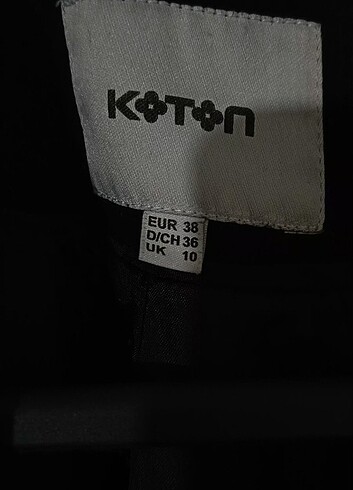 KOTON
EUR 38
D/CH 36
UK 10